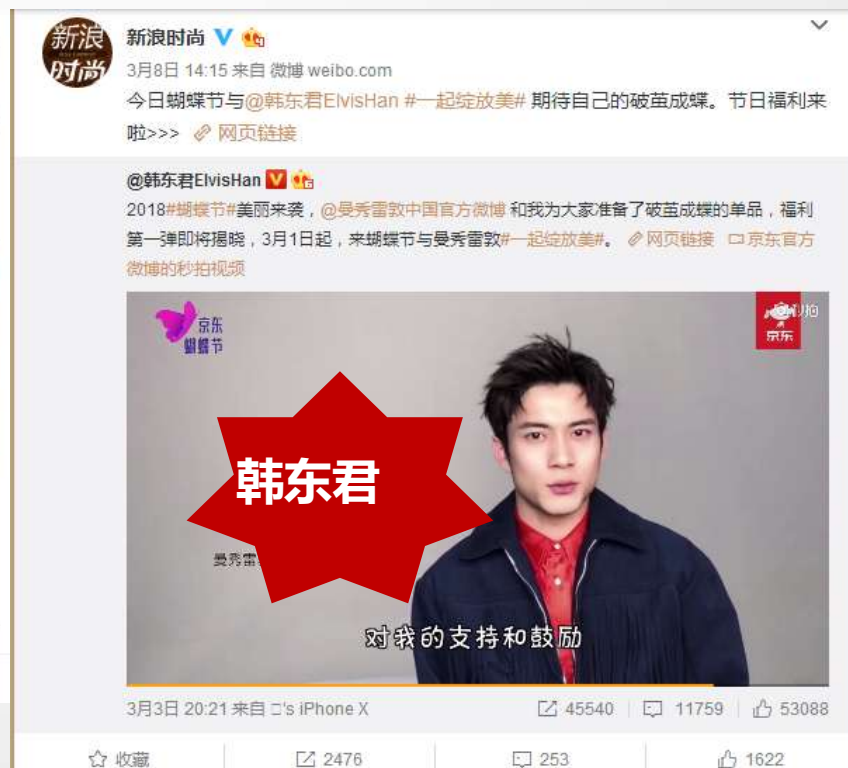 新浪时尚
新浪时尚
3月8日 14:15 来自 微博 weibo.com
今日蝴蝶节与@韩东君ElvisHan #一起绽放美# 期待自己的破茧成蝶。节日福利来
啦>>> 网页链接
@韩东君ElvisHan
2018#蝴蝶节#美丽来袭，@曼秀雷敦中国官方微博 和我为大家准备了破茧成蝶的单品，福利
第一弹即将揭晓，3月1日起，来蝴蝶节与曼秀雷敦#一起绽放美#。 网页链接 京东官方
微博的秒拍视频
京东
蝴蝶节
秒拍
京东
韩东君
曼秀雷
对我的支持和鼓励
3月3日 20:21 来自 □'s iPhone X
45540 11759 53088
收藏 2476 253 1622